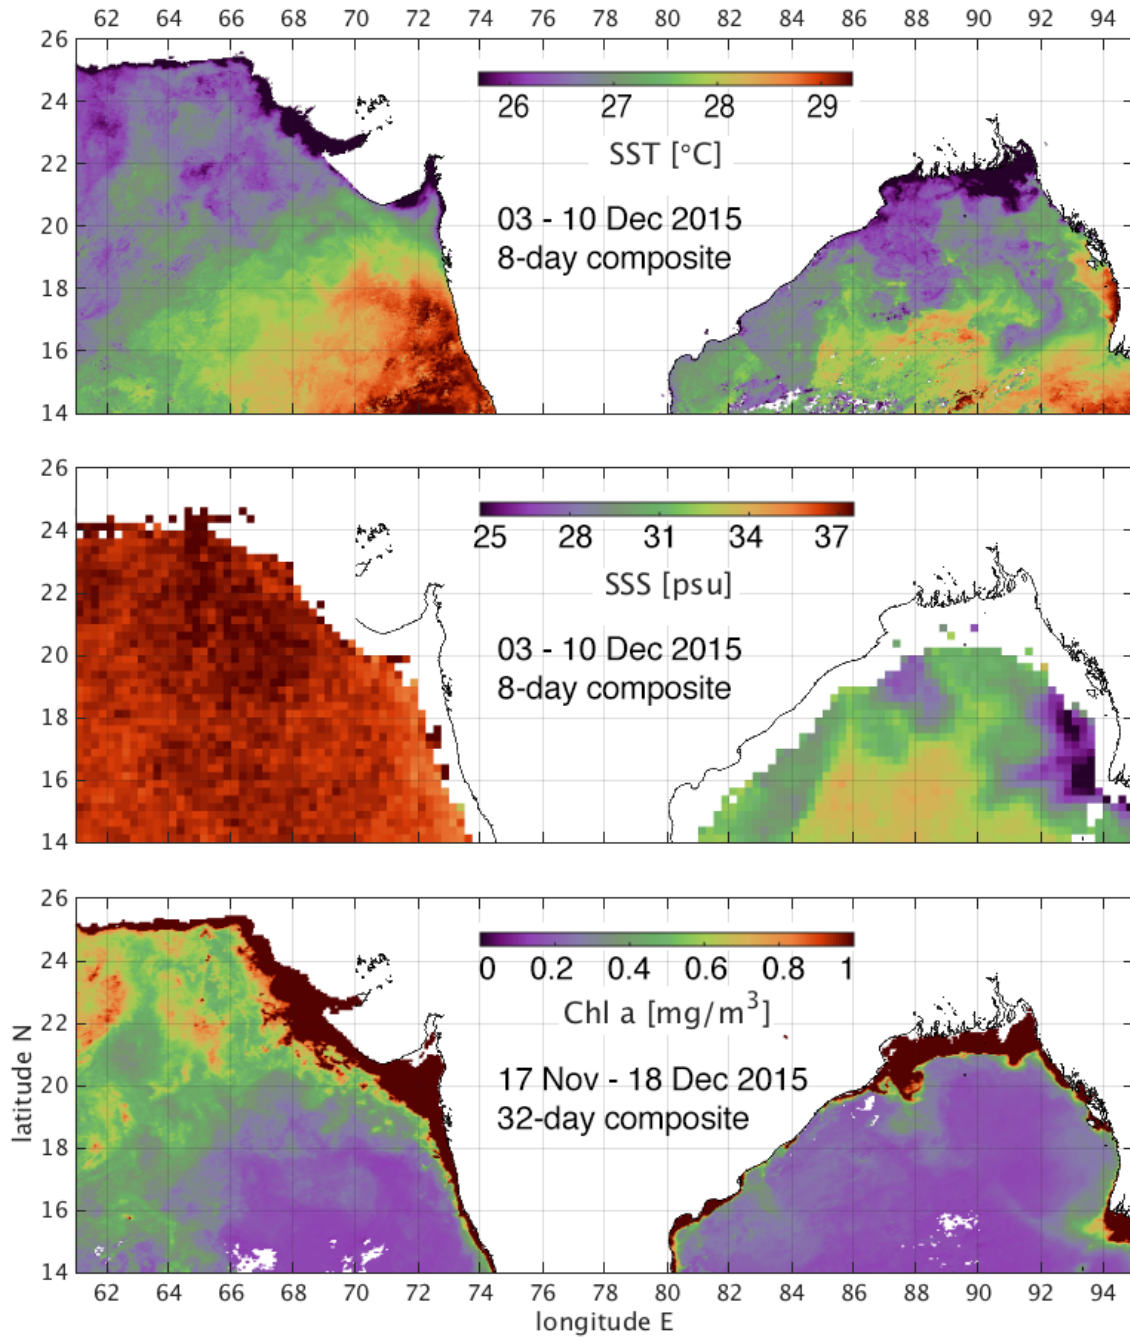 62 64 66 68 70 72 74 76 78 80 82 84 86 88 90 92 94
26
24
22
20
18
16
14
26 27 28 29
SST [°C]
03 - 10 Dec 2015
8-day composite
26
24
22
20
18
16
14
25 28 31 34 37
SSS [psu]
03 - 10 Dec 2015
8-day composite
26
24
22
20
18
16
14
latitude N
0 0.2 0.4 0.6 0.8 1
Chl a [mg/m³]
17 Nov - 18 Dec 2015
32-day composite
62 64 66 68 70 72 74 76 78 80 82 84 86 88 90 92 94
longitude E